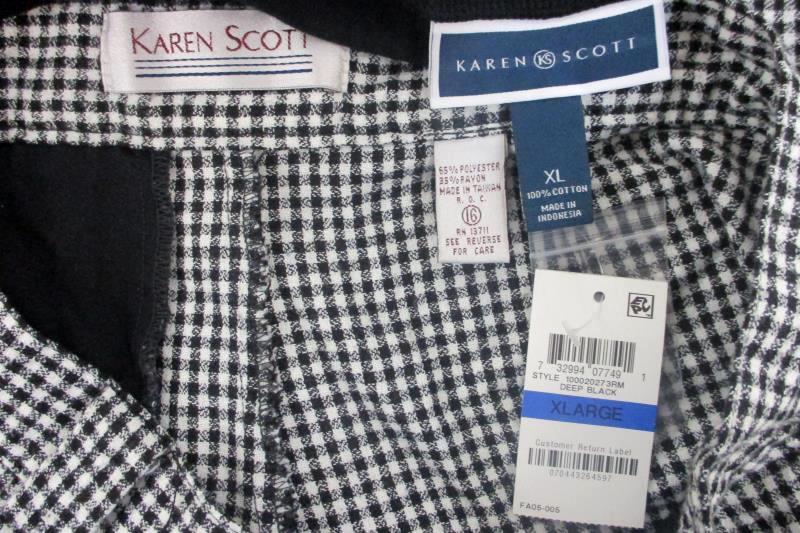 KAREN SCOTT
KAREN KS SCOTT
65% POLYESTER
35% RAYON
MADE IN TAIWAN
R. O. C.
16
RN 13711
SEE REVERSE
FOR CARE
XL
100% COTTON
MADE IN
INDONESIA
7 32994 07749 1
STYLE 100020273RM
DEEP BLACK
XLARGE
Customer Return Label
070443264597
FA05-005